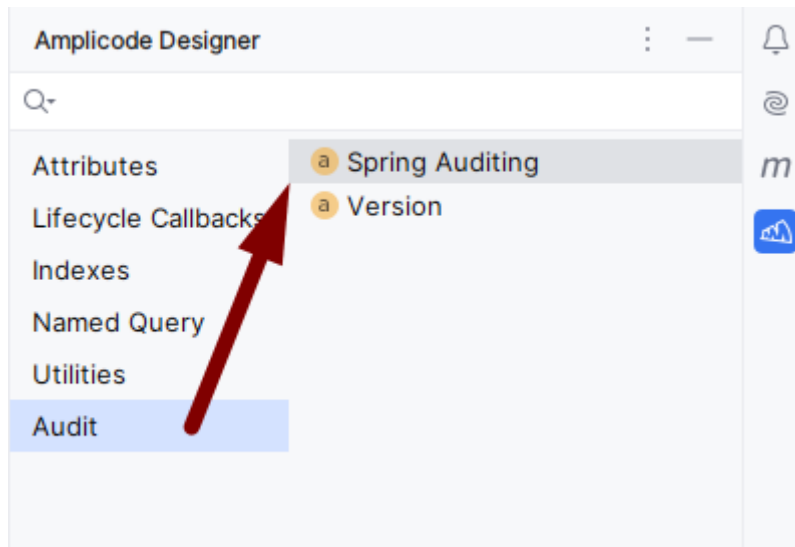 Amplicode Designer
Attributes
Lifecycle Callbacks
Indexes
Named Query
Utilities
Audit
a Spring Auditing
a Version
m